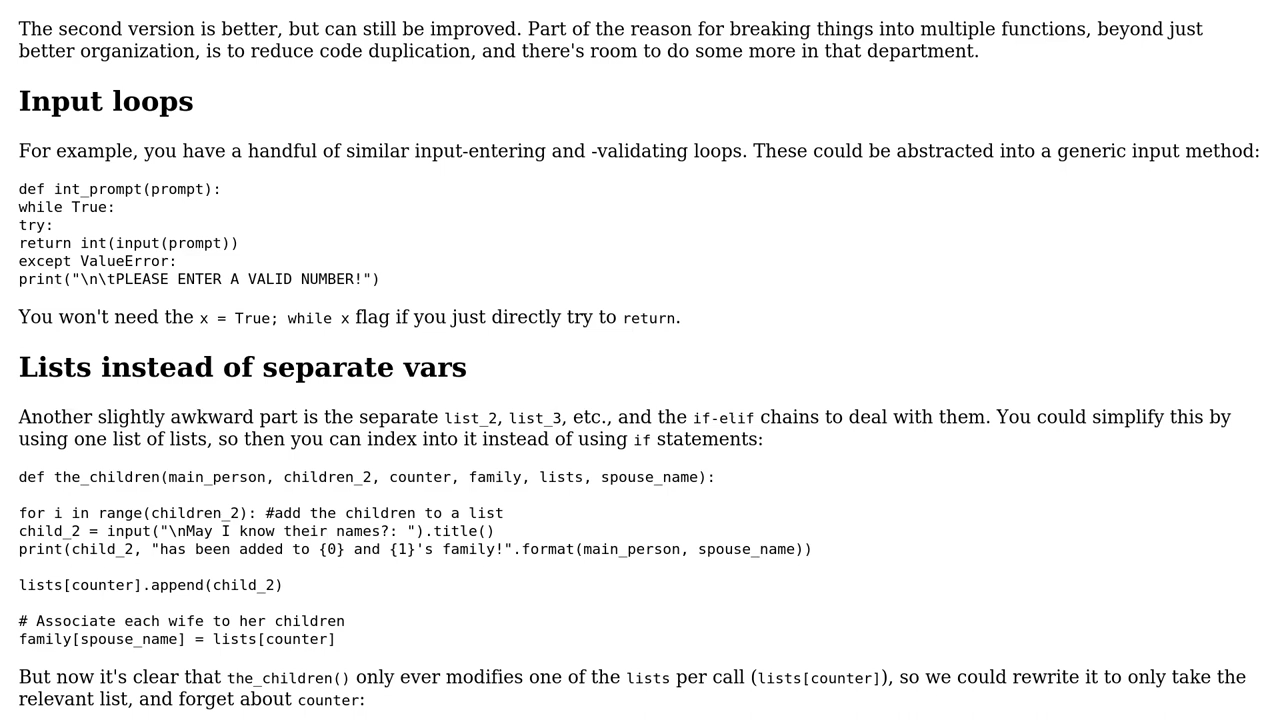 The second version is better, but can still be improved. Part of the reason for breaking things into multiple functions, beyond just
better organization, is to reduce code duplication, and there's room to do some more in that department.
Input loops
For example, you have a handful of similar input-entering and -validating loops. These could be abstracted into a generic input method:
def int_prompt(prompt):
while True:
try:
return int(input(prompt))
except ValueError:
print("\n\tPLEASE ENTER A VALID NUMBER!")
You won't need the x = True; while x flag if you just directly try to return.
Lists instead of separate vars
Another slightly awkward part is the separate list_2, list_3, etc., and the if-elif chains to deal with them. You could simplify this by
using one list of lists, so then you can index into it instead of using if statements:
def the_children(main_person, children_2, counter, family, lists, spouse_name):
for i in range(children_2): #add the children to a list
child_2 = input("\nMay I know their names?: ").title()
print(child_2, "has been added to {0} and {1}'s family!".format(main_person, spouse_name))
lists[counter].append(child_2)
# Associate each wife to her children
family[spouse_name] = lists[counter]
But now it's clear that the_children() only ever modifies one of the lists per call (lists[counter]), so we could rewrite it to only take the
relevant list, and forget about counter: